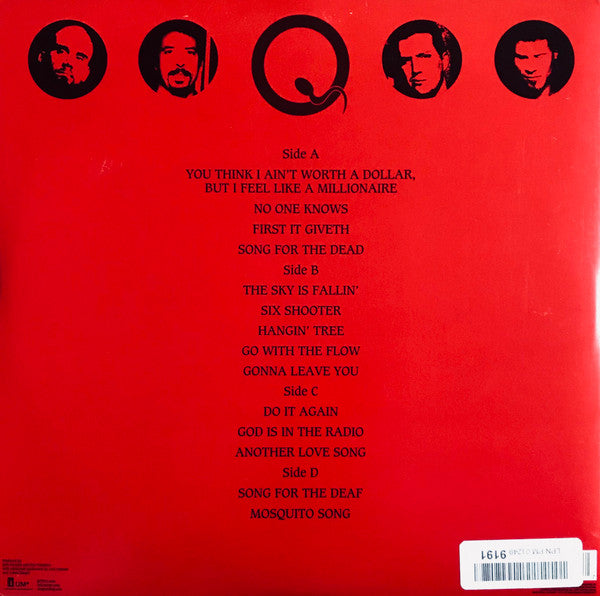 Side A
YOU THINK I AIN'T WORTH A DOLLAR,
BUT I FEEL LIKE A MILLIONAIRE
NO ONE KNOWS
FIRST IT GIVETH
SONG FOR THE DEAD
Side B
THE SKY IS FALLIN'
SIX SHOOTER
HANGIN' TREE
GO WITH THE FLOW
GONNA LEAVE YOU
Side C
DO IT AGAIN
GOD IS IN THE RADIO
ANOTHER LOVE SONG
Side D
SONG FOR THE DEAF
MOSQUITO SONG
9191